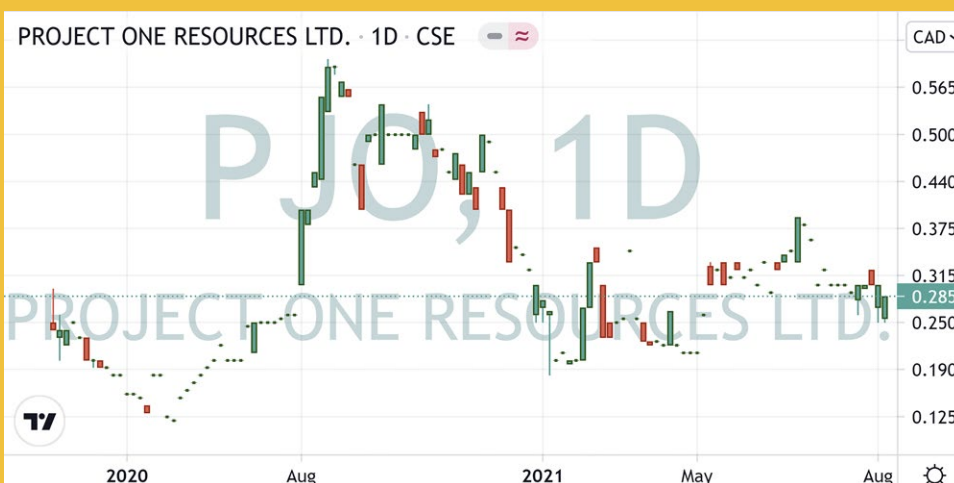 PROJECT ONE RESOURCES LTD. · 1D · CSE
CAD
PJO, 1D
PROJECT ONE RESOURCES LTD.
0.565
0.500
0.440
0.375
0.315
0.285
0.250
0.190
0.125
2020
Aug
2021
May
Aug